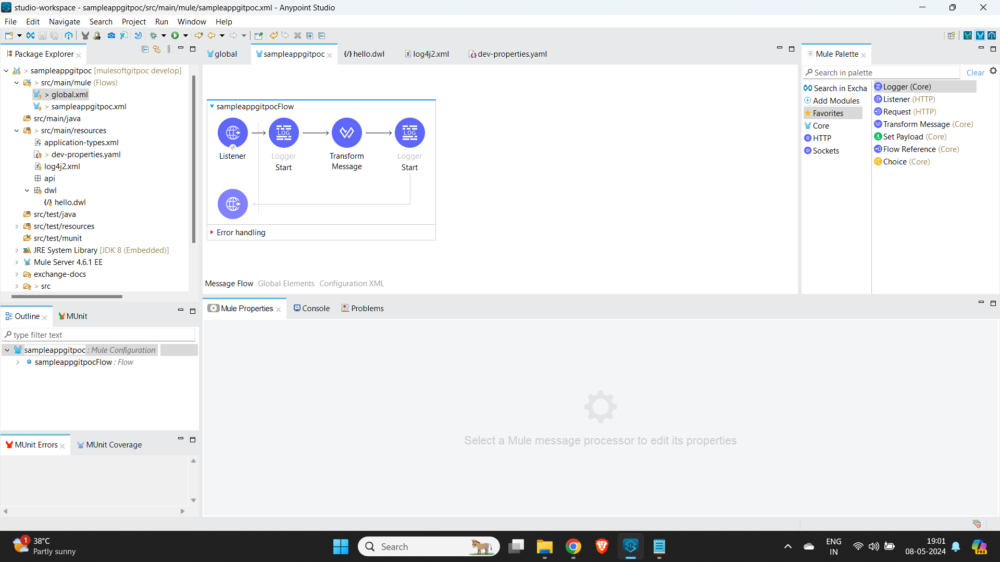 studio-workspace - sampleappgitpoc/src/main/mule/sampleappgitpoc.xml - Anypoint Studio
File Edit Navigate Search Project Run Window Help
Package Explorer
> sampleappgitpoc [mulesoftgitpoc develop]
> src/main/mule (Flows)
> global.xml
> sampleappgitpoc.xml
src/main/java
> src/main/resources
application-types.xml
> dev-properties.yaml
log4j2.xml
api
dwl
hello.dwl
src/test/java
src/test/resources
src/test/munit
JRE System Library [JDK 8 (Embedded)]
Mule Server 4.6.1 EE
exchange-docs
> src
global sampleappgitpoc {/} hello.dwl log4j2.xml dev-properties.yaml
sampleappgitpocFlow
LOG LOG
Listener Logger Transform Logger
Start Message Start
Error handling
Message Flow Global Elements Configuration XML
Mule Palette
Search in palette Clear
Search in Excha
Add Modules
Favorites
Core
HTTP
Sockets
Logger (Core)
Listener (HTTP)
Request (HTTP)
Transform Message (Core)
Set Payload (Core)
Flow Reference (Core)
Choice (Core)
Outline MUnit
type filter text
sampleappgitpoc : Mule Configuration
sampleappgitpocFlow : Flow
MUnit Errors MUnit Coverage
Mule Properties Console Problems
Select a Mule message processor to edit its properties
1
38°C
Partly sunny
Search
ENG
IN
19:01
08-05-2024
PRE